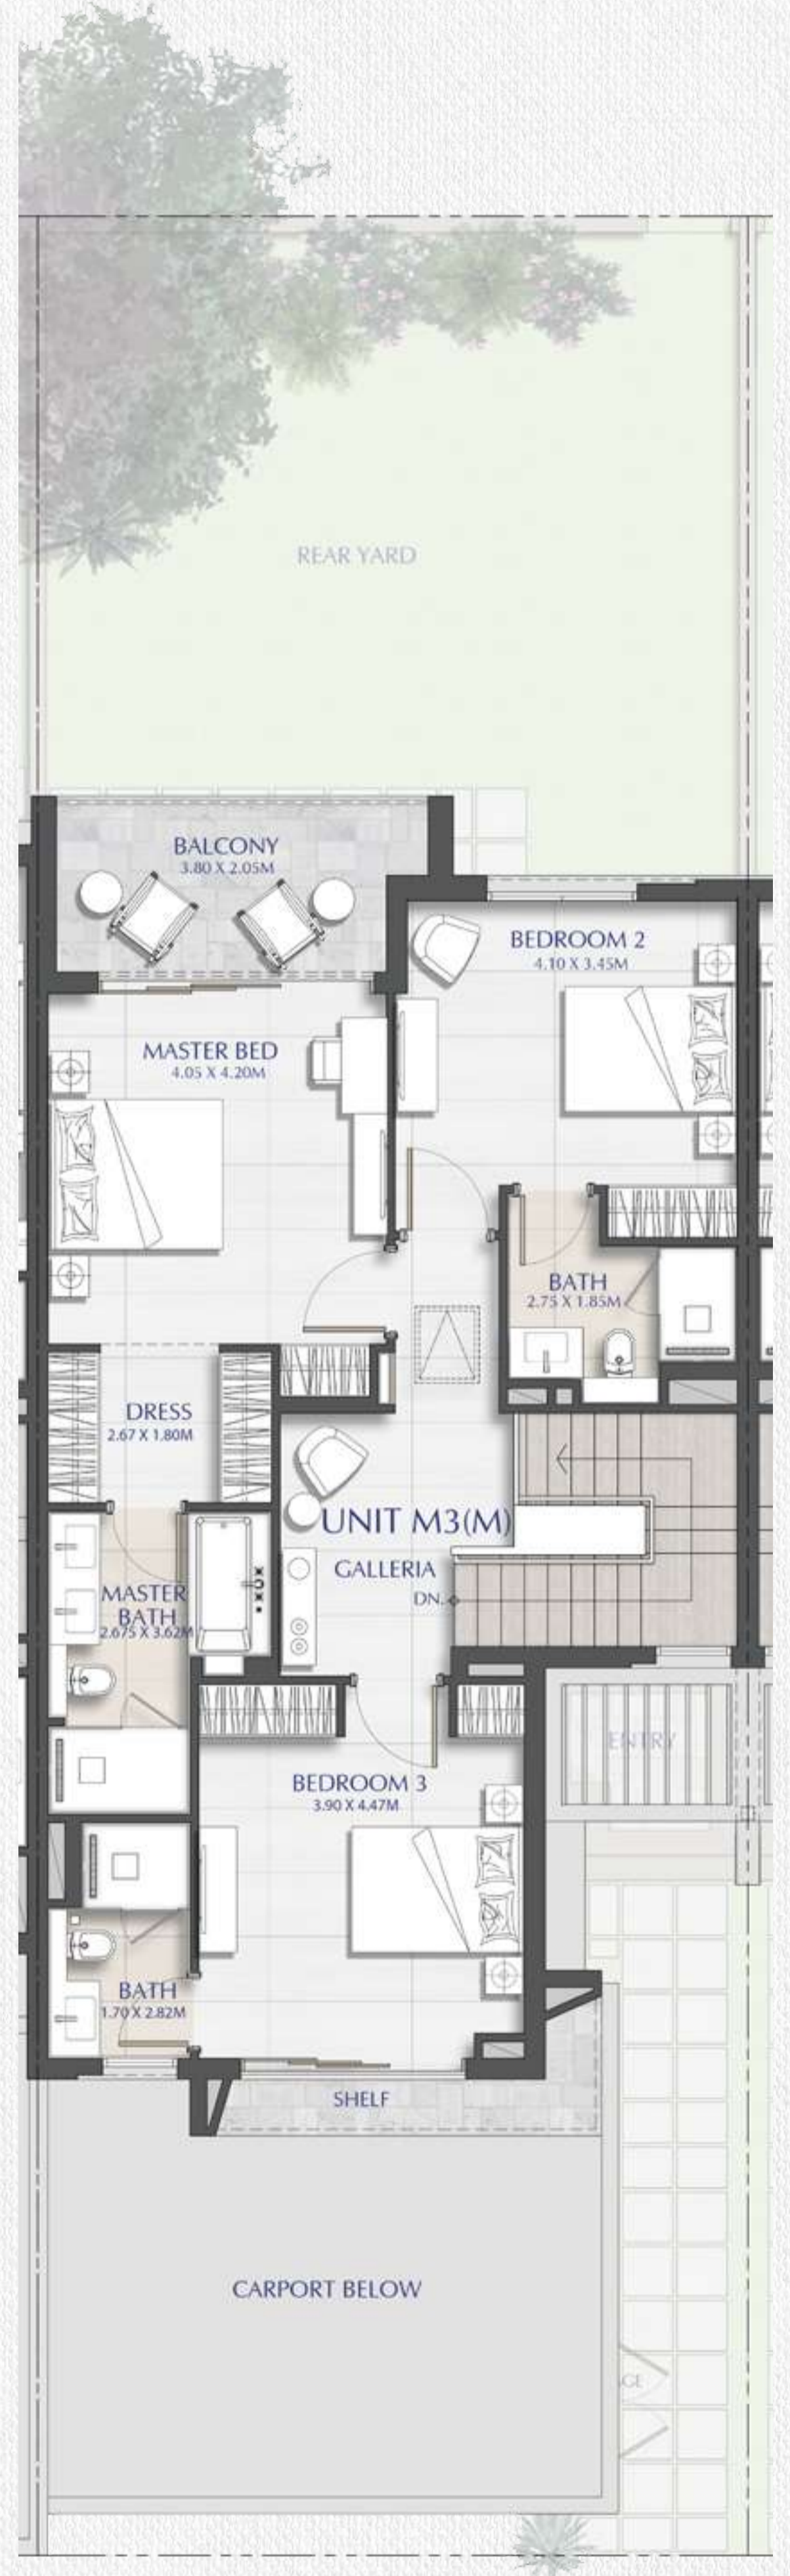 REAR YARD
BALCONY
3.80 X 2.05M
BEDROOM 2
4.10 X 3.45M
MASTER BED
4.05 X 4.20M
BATH
2.75 X 1.85M
DRESS
2.67 X 1.80M
UNIT M3(M)
GALLERIA
DN.
MASTER
BATH
2.675 X 3.62M
ENTRY
BEDROOM 3
3.90 X 4.47M
BATH
1.70 X 2.82M
SHELF
CARPORT BELOW